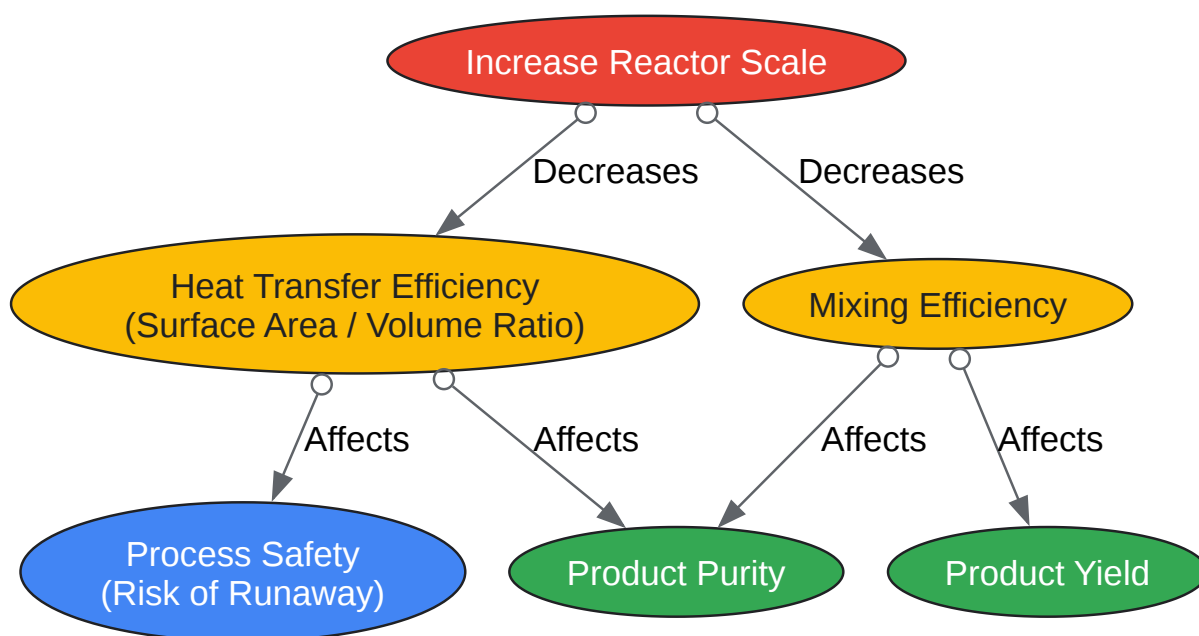 Increase Reactor Scale
Decreases
Decreases
Heat Transfer Efficiency
(Surface Area / Volume Ratio)
Mixing Efficiency
Affects
Affects
Affects
Affects
Process Safety
(Risk of Runaway)
Product Purity
Product Yield